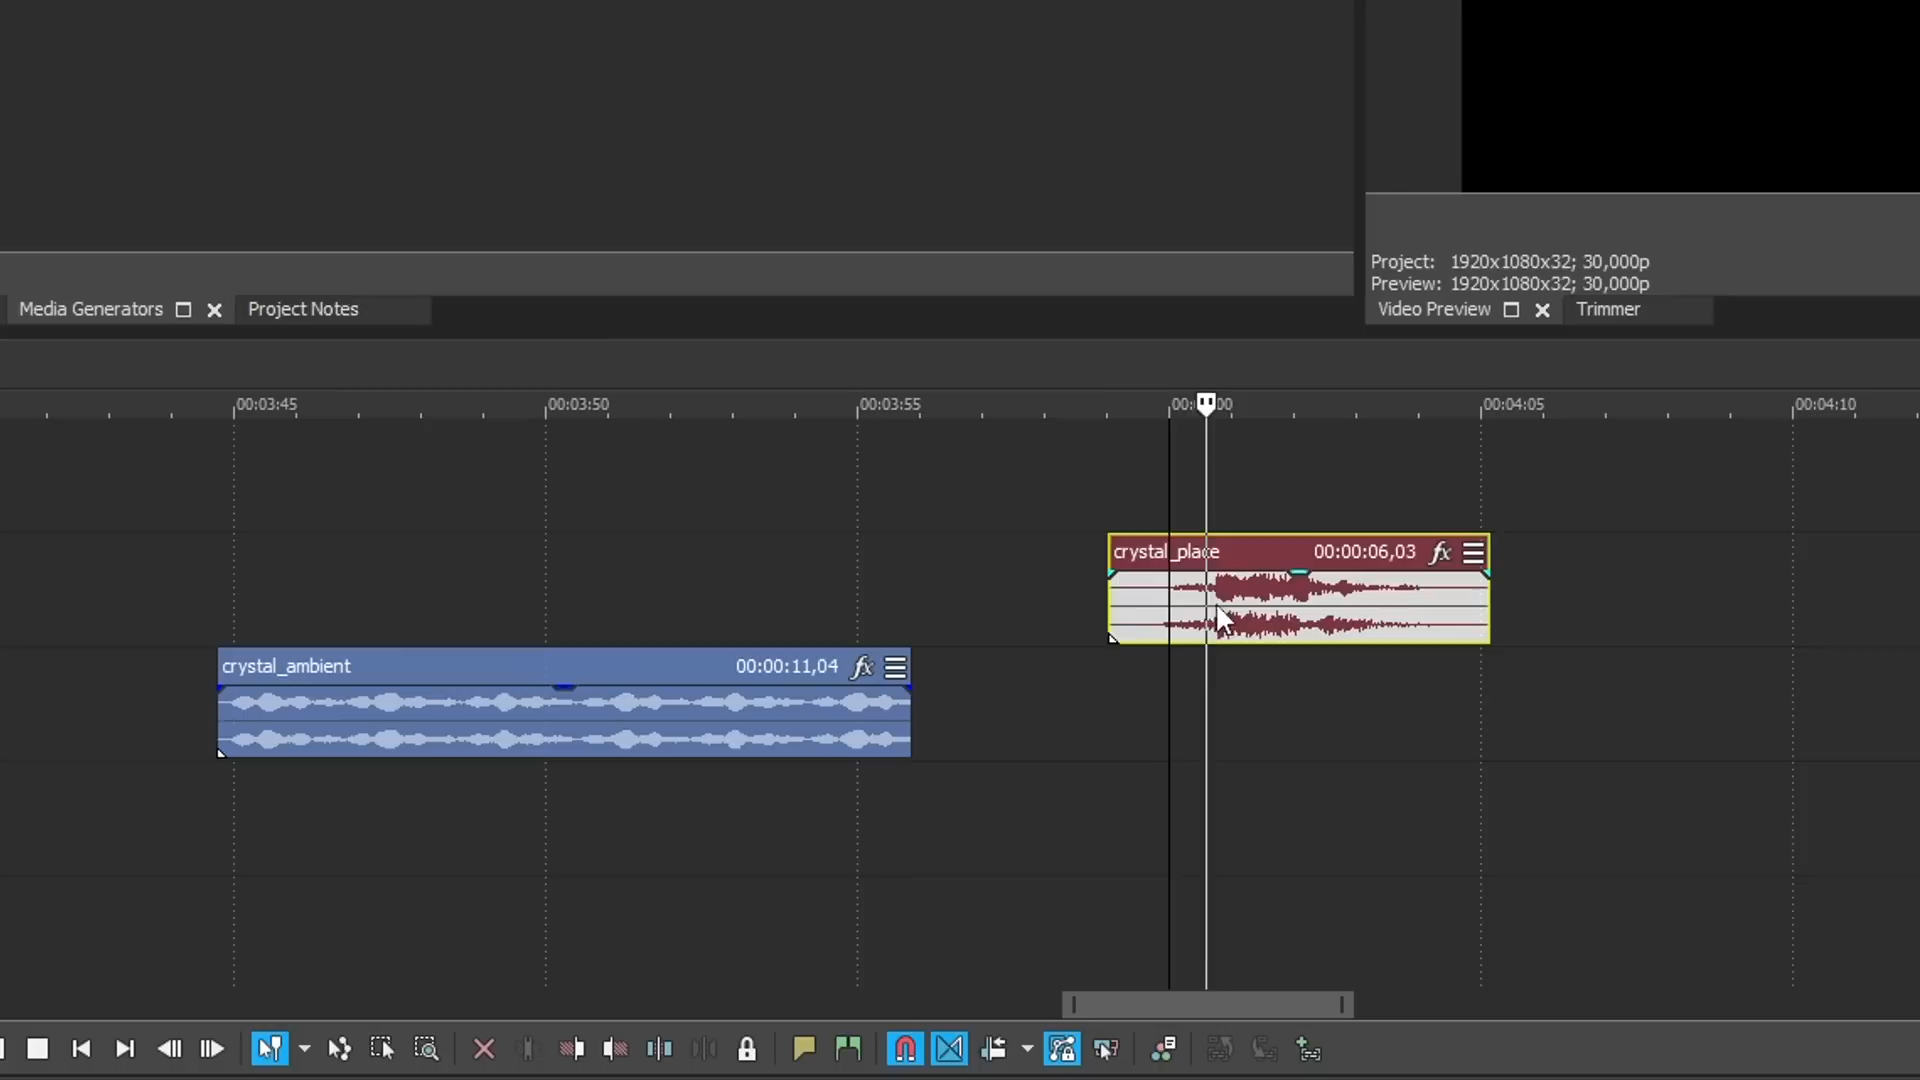 Project: 1920x1080x32; 30,000p
Preview: 1920x1080x32; 30,000p
Media Generators Project Notes Video Preview Trimmer
00:03:45 00:03:50 00:03:55 00: 00 00:04:05 00:04:10
crystal_place 00:00:06,03 fx
crystal_ambient 00:00:11,04 fx